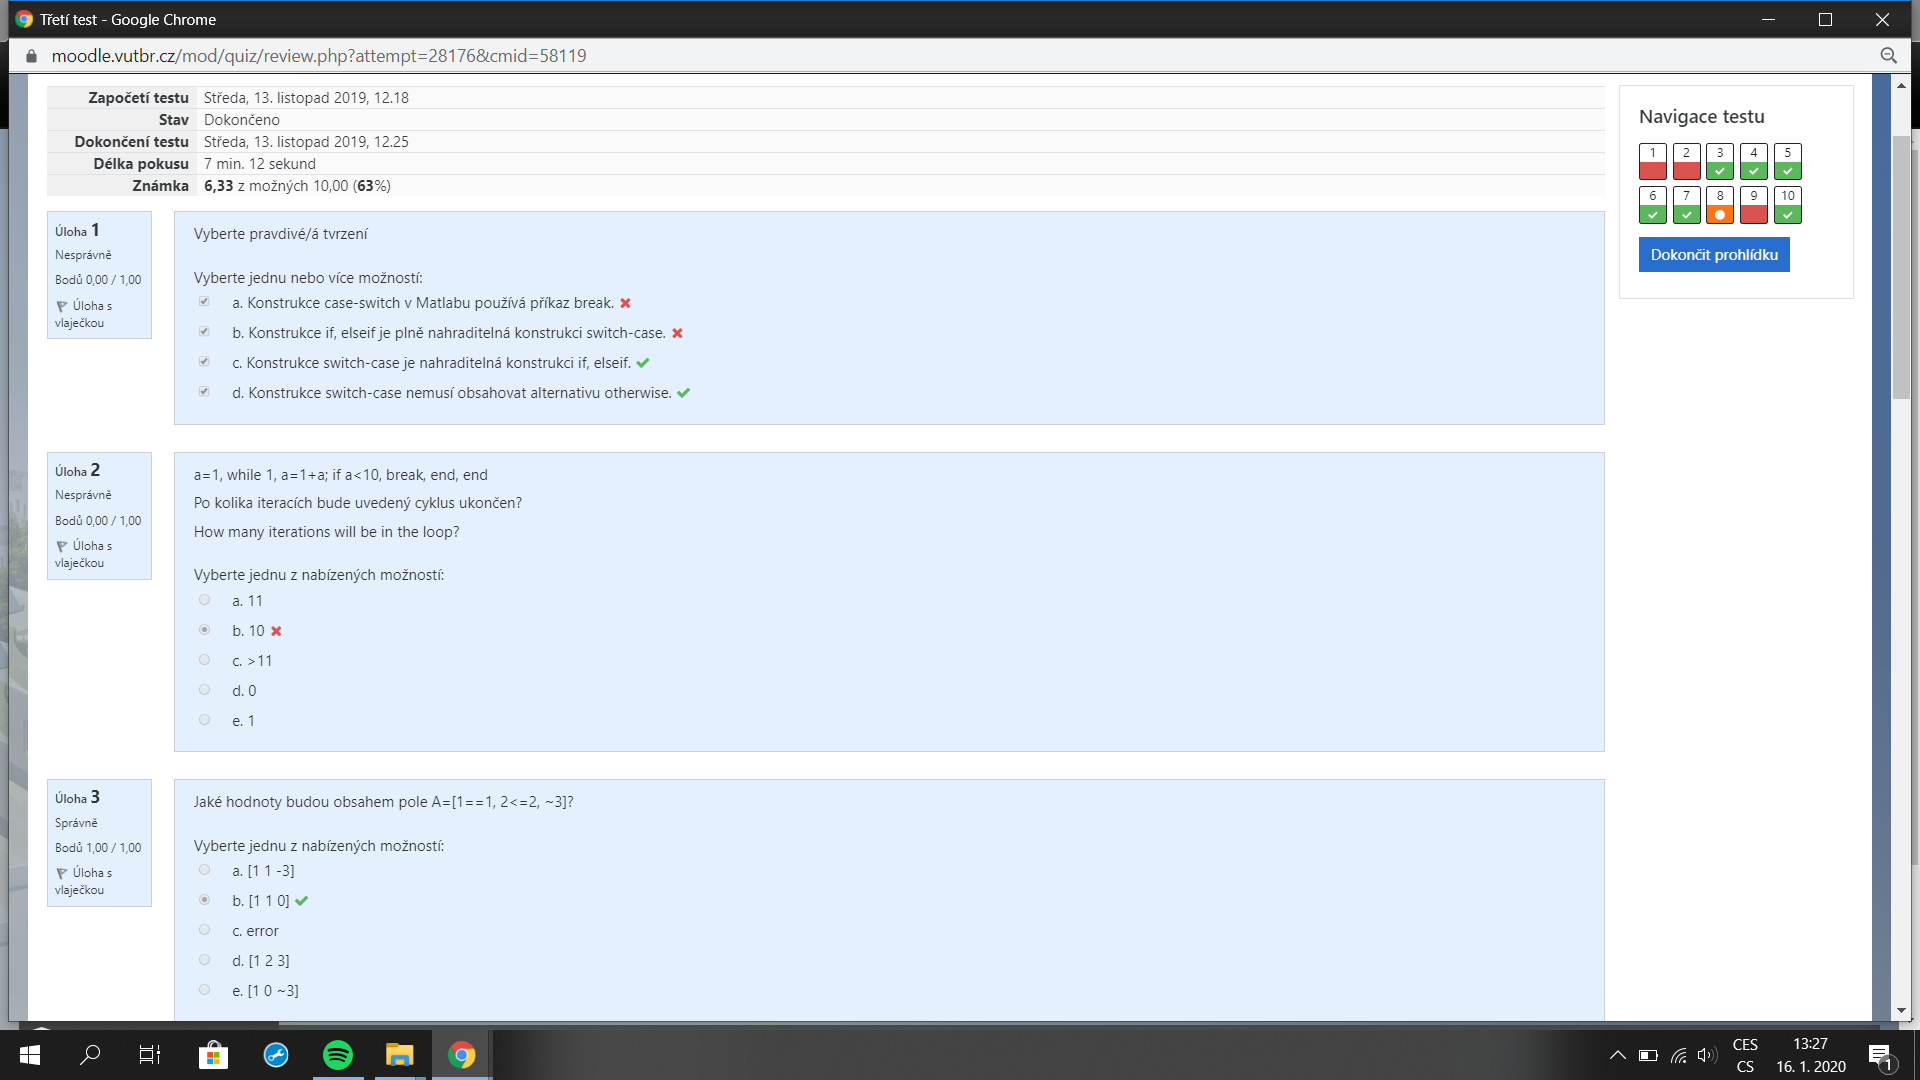 Třetí test - Google Chrome
moodle.vutbr.cz/mod/quiz/review.php?attempt=28176&cmid=58119
Započetí testu Středa, 13. listopad 2019, 12.18
Stav Dokončeno
Dokončení testu Středa, 13. listopad 2019, 12.25
Délka pokusu 7 min. 12 sekund
Známka 6,33 z možných 10,00 (63%)
Navigace testu
1 2 3 4 5
6 7 8 9 10
Dokončit prohlídku
Úloha 1
Nesprávně
Bodů 0,00 / 1,00
Úloha s
vlaječkou
Vyberte pravdivé/á tvrzení
Vyberte jednu nebo více možností:
a. Konstrukce case-switch v Matlabu používá příkaz break.
b. Konstrukce if, elseif je plně nahraditelná konstrukci switch-case.
c. Konstrukce switch-case je nahraditelná konstrukci if, elseif.
d. Konstrukce switch-case nemusí obsahovat alternativu otherwise.
Úloha 2
Nesprávně
Bodů 0,00 / 1,00
Úloha s
vlaječkou
a=1, while 1, a=1+a; if a<10, break, end, end
Po kolika iteracích bude uvedený cyklus ukončen?
How many iterations will be in the loop?
Vyberte jednu z nabízených možností:
a. 11
b. 10
c. >11
d. 0
e. 1
Úloha 3
Správně
Bodů 1,00 / 1,00
Úloha s
vlaječkou
Jaké hodnoty budou obsahem pole A=[1==1, 2<=2, ~3]?
Vyberte jednu z nabízených možností:
a. [1 1 -3]
b. [1 1 0]
c. error
d. [1 2 3]
e. [1 0 ~3]
CES
CS
13:27
16. 1. 2020
1